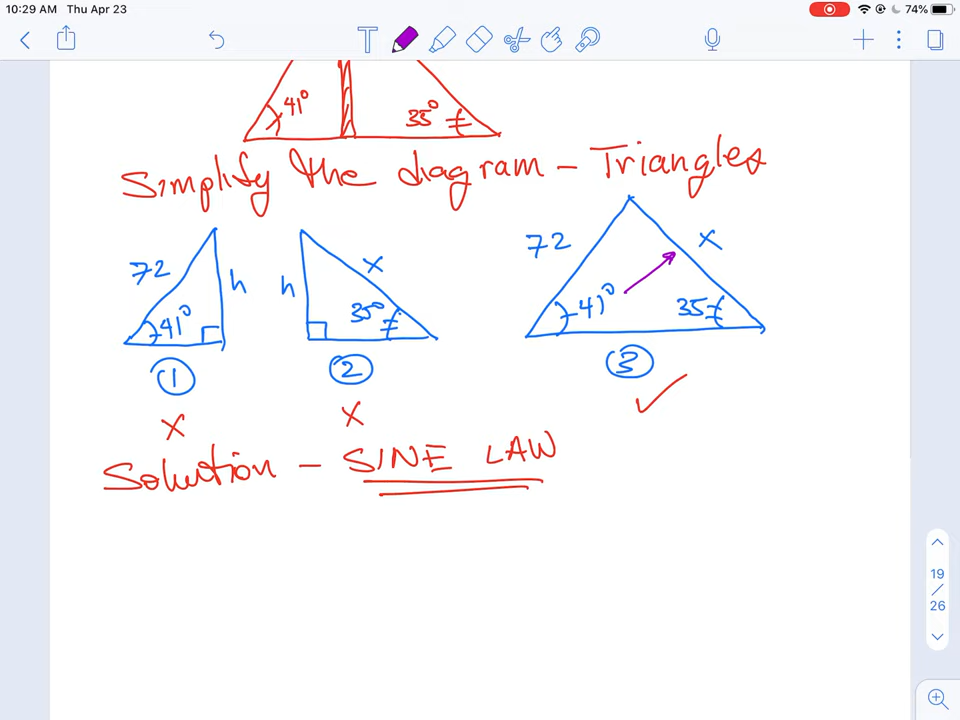 10:29 AM Thu Apr 23
74%
T
41° 35°
Simplify the diagram - Triangles
72 h 41°
h x 35°
72 x 41° 35
1 2 3
x x
Solution - SINE LAW
19
/
26